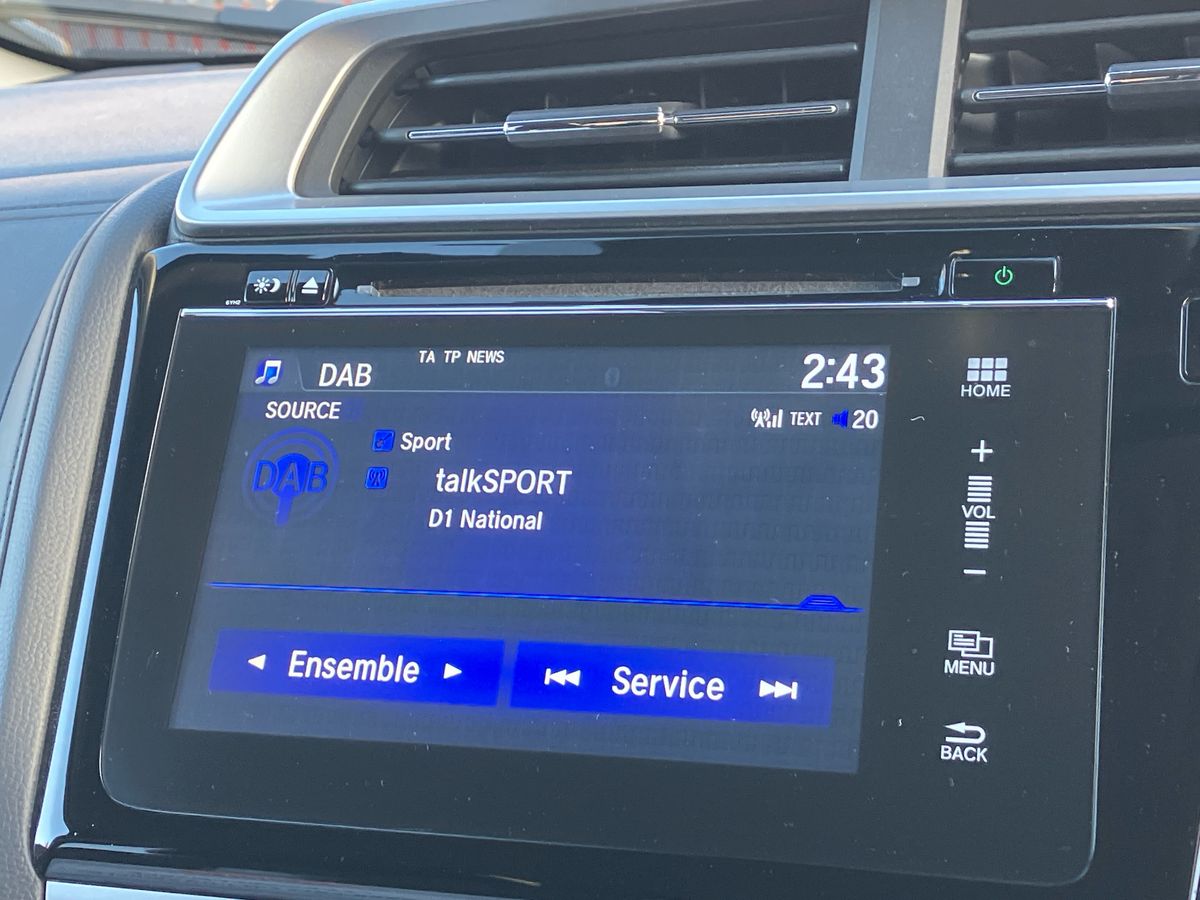 6YH2
DAB
TA TP NEWS
2:43
HOME
SOURCE
TEXT
20
Sport
DAB
talkSPORT
D1 National
+
VOL
−
Ensemble
Service
MENU
BACK